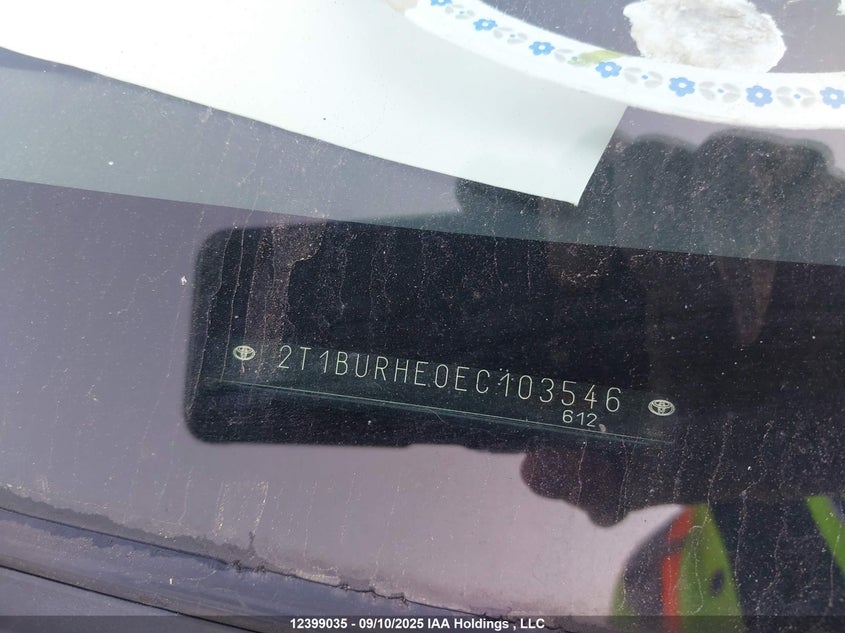 2T1BURHE0EC103546
612
12399035 - 09/10/2025 IAA Holdings , LLC